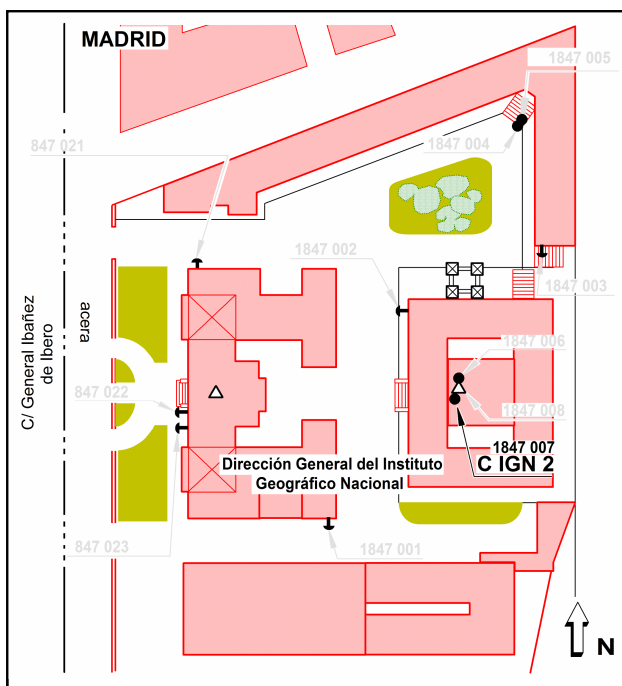 MADRID
1847 005
847 021
1847 004
1847 002
1847 003
C/ General Ibañez
de Ibero
acera
1847 006
847 022
1847 008
1847 007
C IGN 2
Dirección General del Instituto
Geográfico Nacional
847 023
1847 001
N